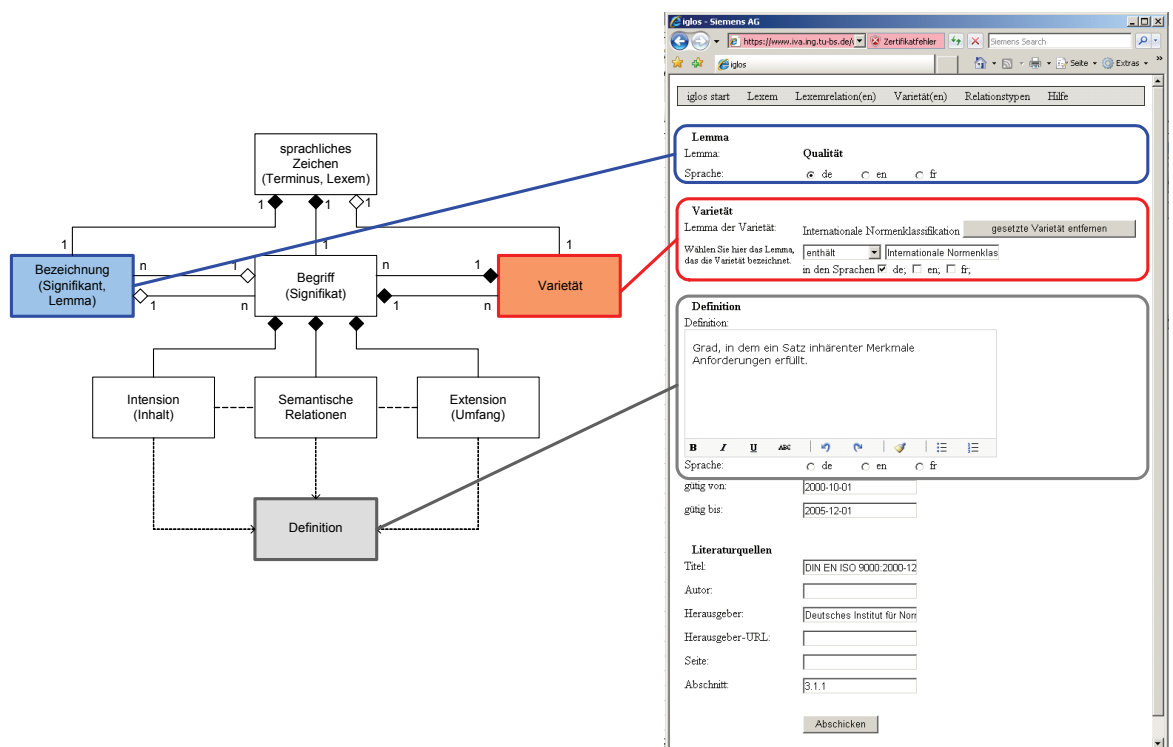 sprachliches
Zeichen
(Terminus, Lexem)
1
1
1
1
1
1
Bezeichnung
(Signifikant,
Lemma)
n
1
1
n
Begriff
(Signifikat)
n
1
1
n
Varietät
Intension
(Inhalt)
Semantische
Relationen
Extension
(Umfang)
Definition
iglos - Siemens AG
https://www.iva.ing.tu-bs.de/
Zertifikatfehler
Siemens Search
iglos
Seite
Extras
»
iglos start Lexem Lexemrelation(en) Varietät(en) Relationstypen Hilfe
Lemma
Lemma: Qualität
Sprache: de en fr
Varietät
Lemma der Varietät: Internationale Normenklassifikation gesetzte Varietät entfernen
Wählen Sie hier das Lemma, enthält Internationale Normenklas
das die Varietät bezeichnet.
in den Sprachen de; en; fr;
Definition
Definition:
Grad, in dem ein Satz inhärenter Merkmale
Anforderungen erfüllt.
B I U ABC
Sprache: de en fr
gütig von: 2000-10-01
gütig bis: 2005-12-01
Literaturquellen
Titel: DIN EN ISO 9000:2000-12
Autor:
Herausgeber: Deutsches Institut für Norr
Herausgeber-URL:
Seite:
Abschnitt: 3.1.1
Abschicken